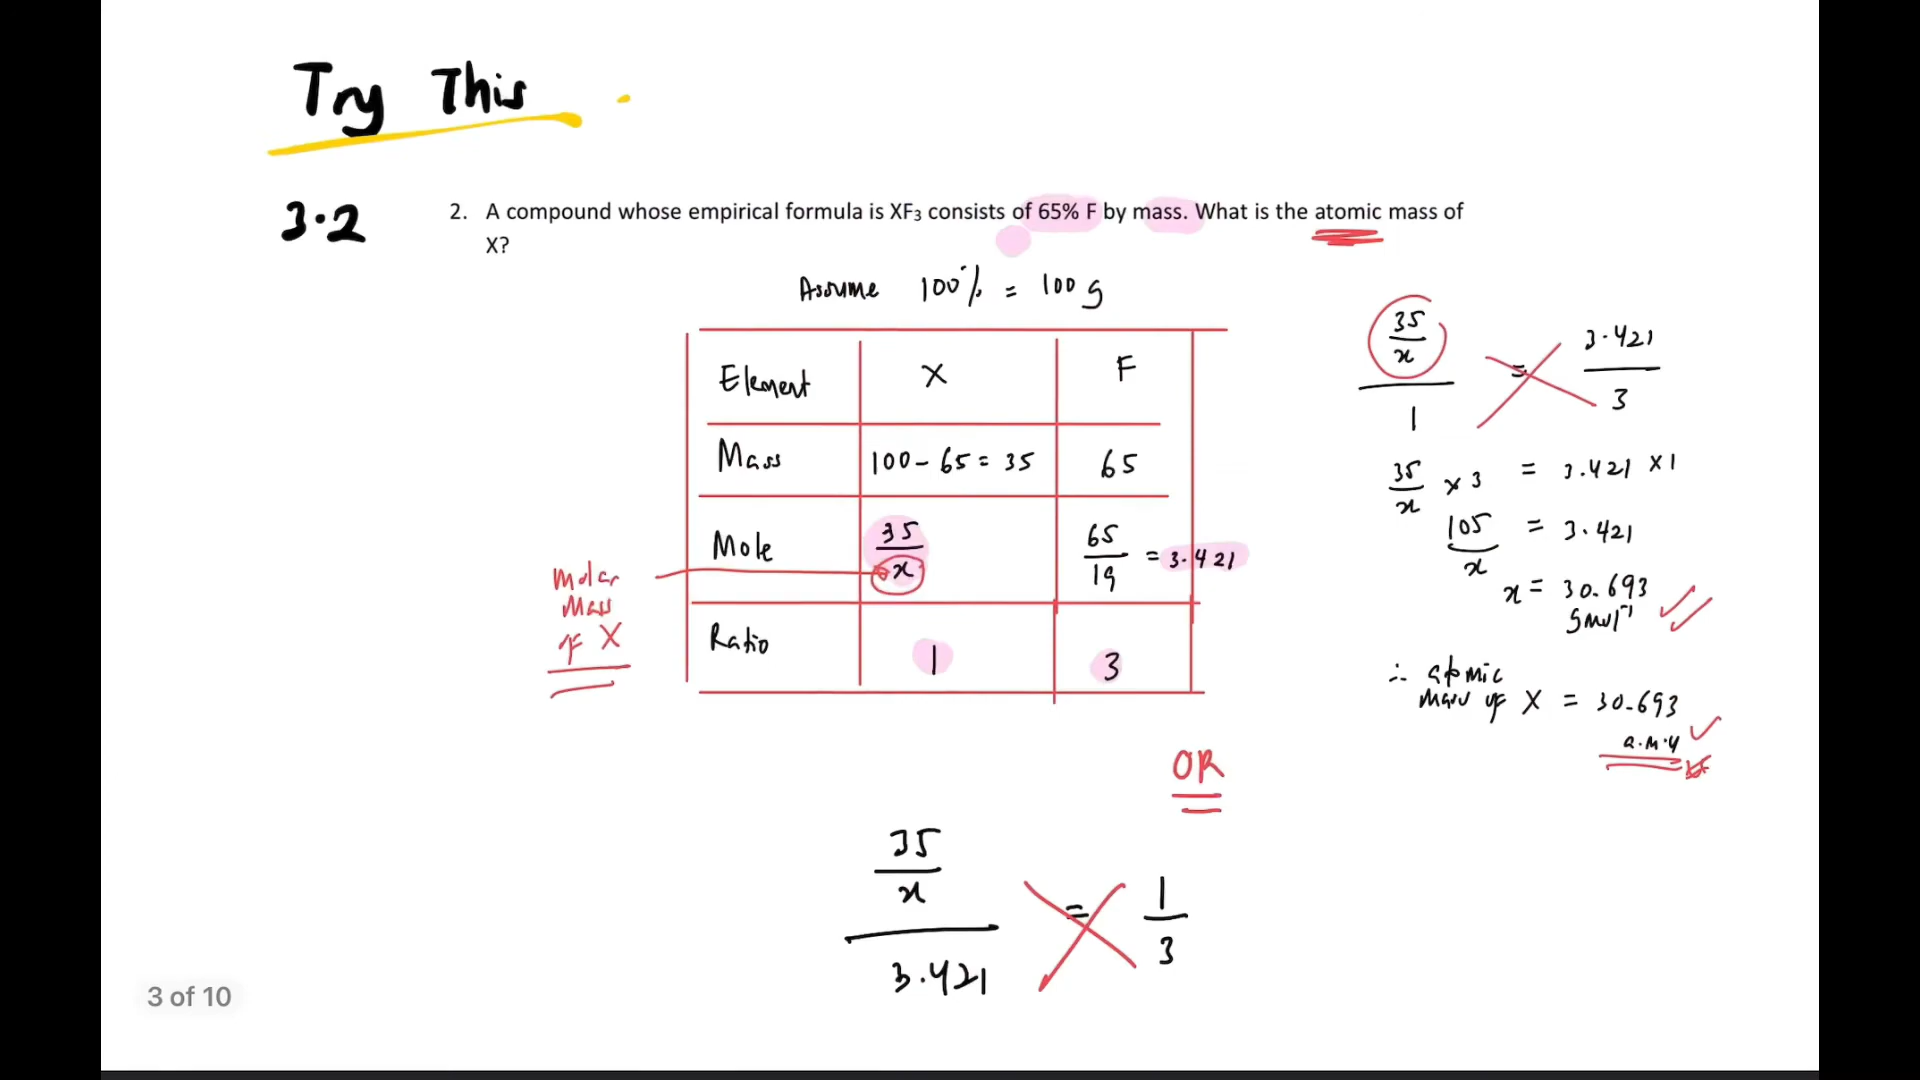 Try This
3.2
2. A compound whose empirical formula is XF₃ consists of 65% F by mass. What is the atomic mass of
X?
Assume 100% = 100g
Element X F
Mass 100-65=35 65
Mole 35/x 65/19 = 3.421
Ratio 1 3
Molar
Mass
of X
35/x / 1 = 3.421 / 3
35/x × 3 = 3.421 × 1
105/x = 3.421
x = 30.693
gmol⁻¹
∴ atomic
mass of X = 30.693
a.m.u
OR
35/x / 3.421 = 1/3
3 of 10